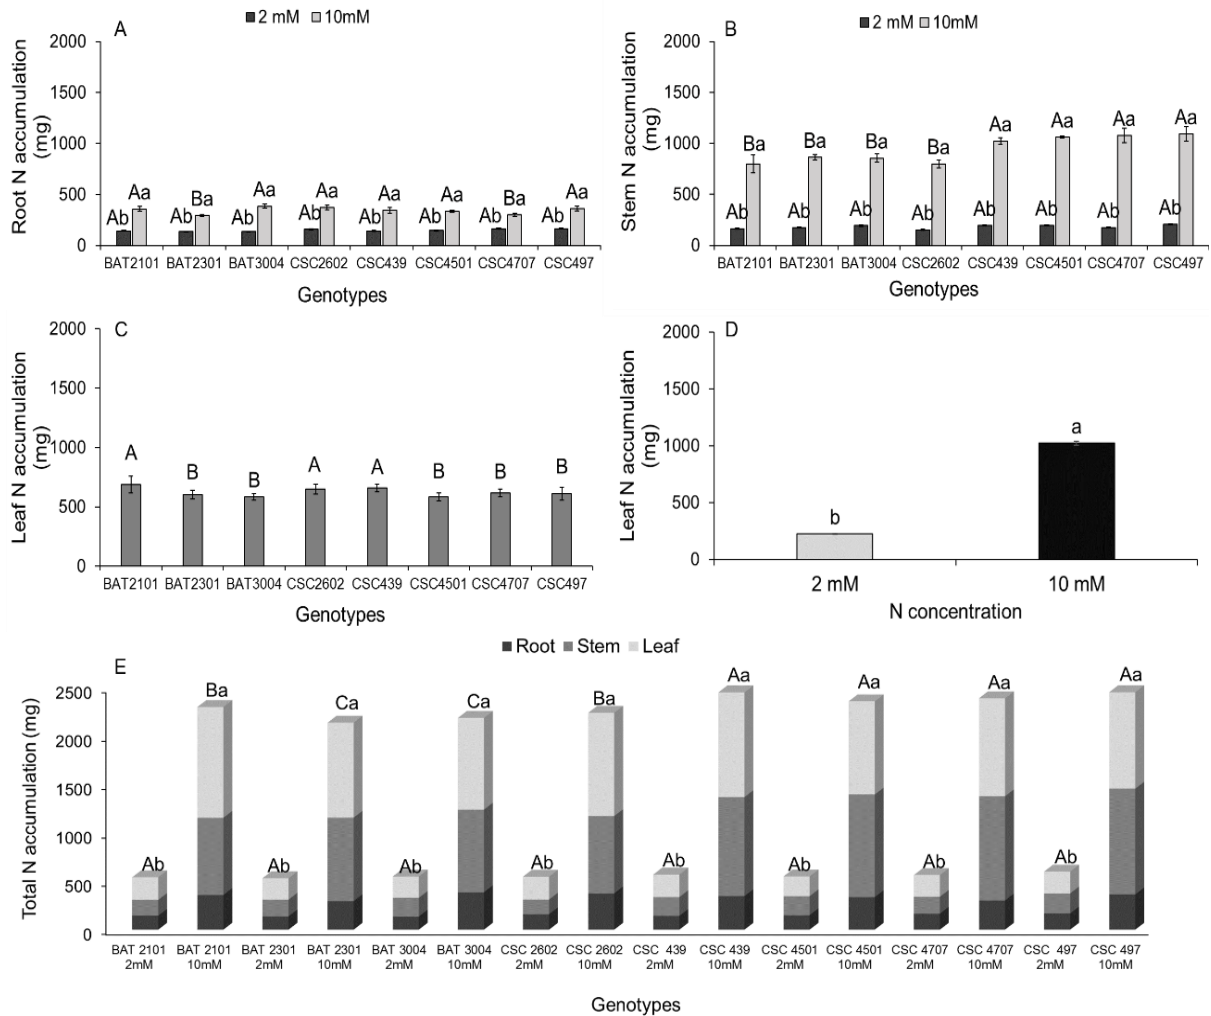 A
2 mM 10mM
2000
1500
1000
500
0
Root N accumulation
(mg)
Aa Ba Aa Aa Aa Aa Ba Aa
Ab Ab Ab Ab Ab Ab Ab Ab
BAT2101 BAT2301 BAT3004 CSC2602 CSC439 CSC4501 CSC4707 CSC497
Genotypes
B
2 mM 10mM
2000
1500
1000
500
0
Stem N accumulation
(mg)
Ba Ba Ba Ba Aa Aa Aa Aa
Ab Ab Ab Ab Ab Ab Ab Ab
BAT2101 BAT2301 BAT3004 CSC2602 CSC439 CSC4501 CSC4707 CSC497
Genotypes
C
2000
1500
1000
500
0
Leaf N accumulation
(mg)
A B B A A B B B
BAT2101 BAT2301 BAT3004 CSC2602 CSC439 CSC4501 CSC4707 CSC497
Genotypes
D
2000
1500
1000
500
0
Leaf N accumulation
(mg)
b a
2 mM 10 mM
N concentration
Root Stem Leaf
E
2500
2000
1500
1000
500
0
Total N accumulation (mg)
Ab Ba Ab Ca Ab Ca Ab Ba Ab Aa Ab Aa Ab Aa Ab Aa
BAT 2101 BAT 2101 BAT 2301 BAT 2301 BAT 3004 BAT 3004 CSC 2602 CSC 2602 CSC 439 CSC 439 CSC 4501 CSC 4501 CSC 4707 CSC 4707 CSC 497 CSC 497
2mM 10mM 2mM 10mM 2mM 10mM 2mM 10mM 2mM 10mM 2mM 10mM 2mM 10mM 2mM 10mM
Genotypes